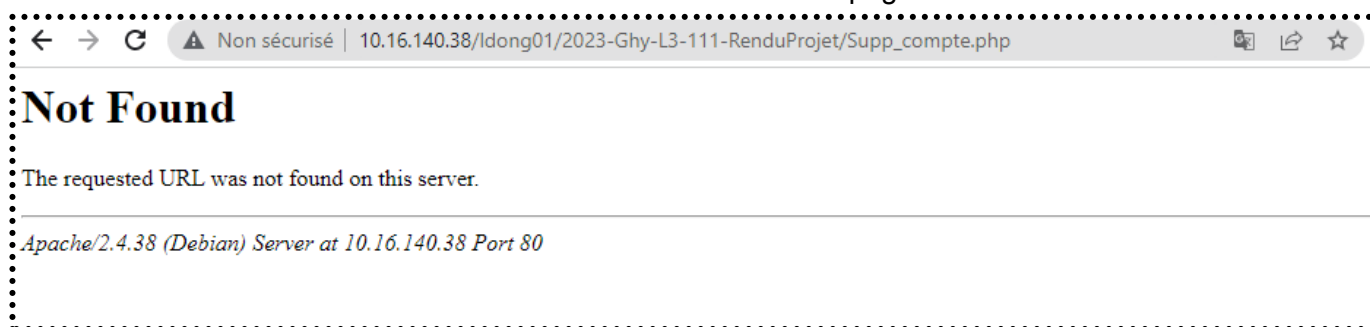 Non sécurisé | 10.16.140.38/ldong01/2023-Ghy-L3-111-RenduProjet/Supp_compte.php
Not Found
The requested URL was not found on this server.
Apache/2.4.38 (Debian) Server at 10.16.140.38 Port 80